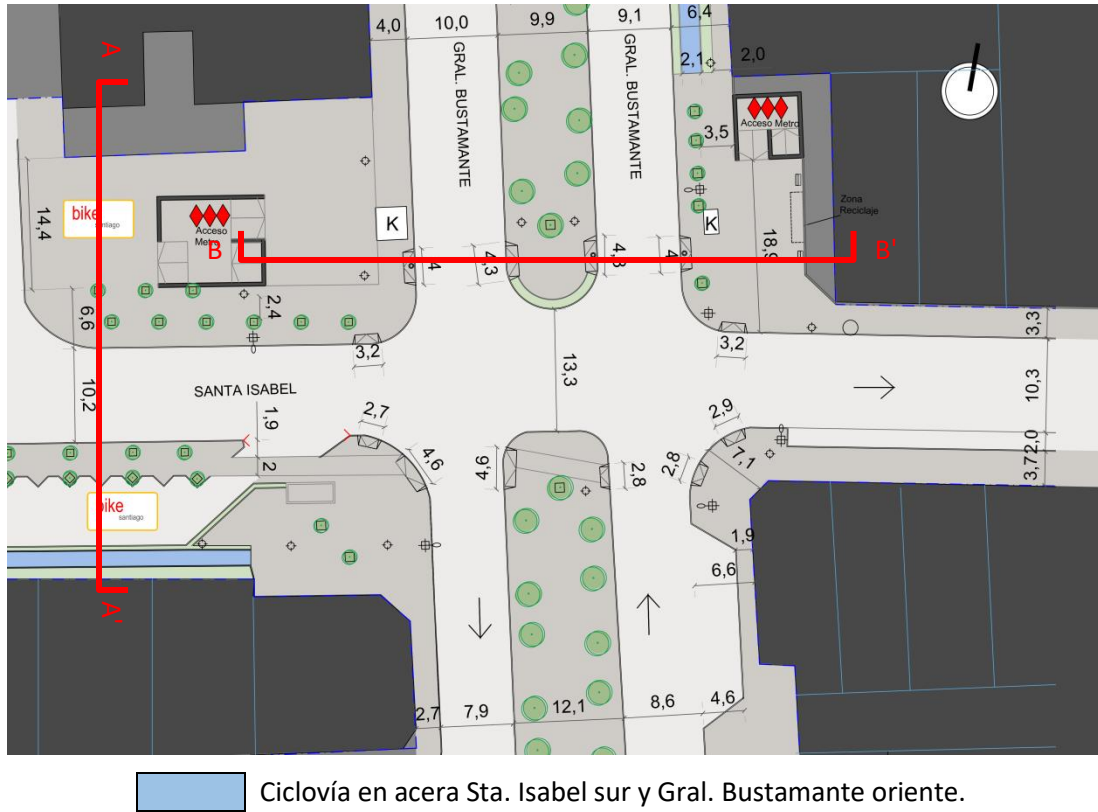 4,0
10,0
9,9
9,1
6,4
A
GRAL. BUSTAMANTE
GRAL. BUSTAMANTE
2,1
2,0
Acceso Metro
3,5
14,4
bike
santiago
Acceso
Metro
K
K
Zona
Reciclaje
B
B'
4
4,3
4,3
4
18,9
6,6
2,4
3,2
3,2
3,3
13,3
10,2
SANTA ISABEL
10,3
1,9
2,7
2,9
2
4,6
4,6
2,8
2,8
7,1
2,0
3,7
bike
santiago
1,9
6,6
A'
2,7
7,9
12,1
8,6
4,6
Ciclovía en acera Sta. Isabel sur y Gral. Bustamante oriente.